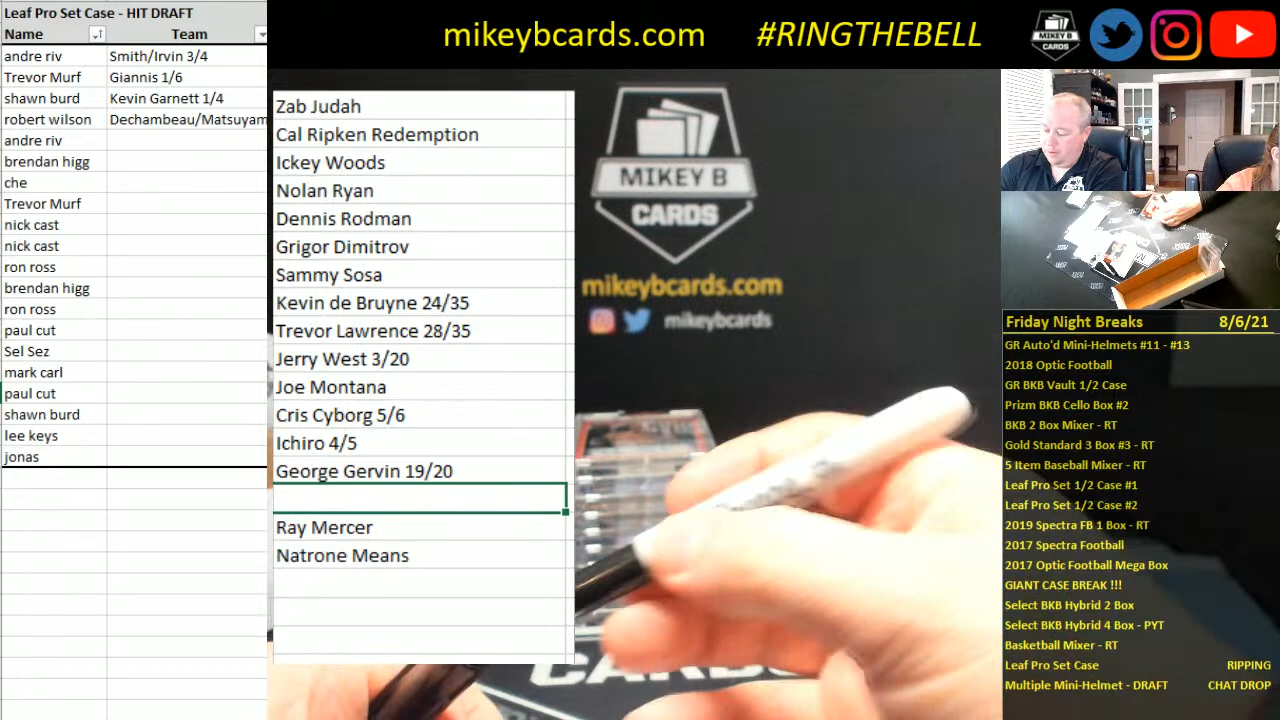 Leaf Pro Set Case - HIT DRAFT
Name Team
andre riv Smith/Irvin 3/4
Trevor Murf Giannis 1/6
shawn burd Kevin Garnett 1/4
robert wilson Dechambeau/Matsuyam
andre riv
brendan higg
che
Trevor Murf
nick cast
nick cast
ron ross
brendan higg
ron ross
paul cut
Sel Sez
mark carl
paul cut
shawn burd
lee keys
jonas
mikeybcards.com #RINGTHEBELL
MIKEY B
CARDS
Zab Judah
Cal Ripken Redemption
Ickey Woods
Nolan Ryan
Dennis Rodman
Grigor Dimitrov
Sammy Sosa
Kevin de Bruyne 24/35
Trevor Lawrence 28/35
Jerry West 3/20
Joe Montana
Cris Cyborg 5/6
Ichiro 4/5
George Gervin 19/20
Ray Mercer
Natrone Means
MIKEY B
CARDS
mikeybcards.com
mikeybcards
CARDS
Friday Night Breaks 8/6/21
GR Auto'd Mini-Helmets #11 - #13
2018 Optic Football
GR BKB Vault 1/2 Case
Prizm BKB Cello Box #2
BKB 2 Box Mixer - RT
Gold Standard 3 Box #3 - RT
5 Item Baseball Mixer - RT
Leaf Pro Set 1/2 Case #1
Leaf Pro Set 1/2 Case #2
2019 Spectra FB 1 Box - RT
2017 Spectra Football
2017 Optic Football Mega Box
GIANT CASE BREAK !!!
Select BKB Hybrid 2 Box
Select BKB Hybrid 4 Box - PYT
Basketball Mixer - RT
Leaf Pro Set Case RIPPING
Multiple Mini-Helmet - DRAFT CHAT DROP